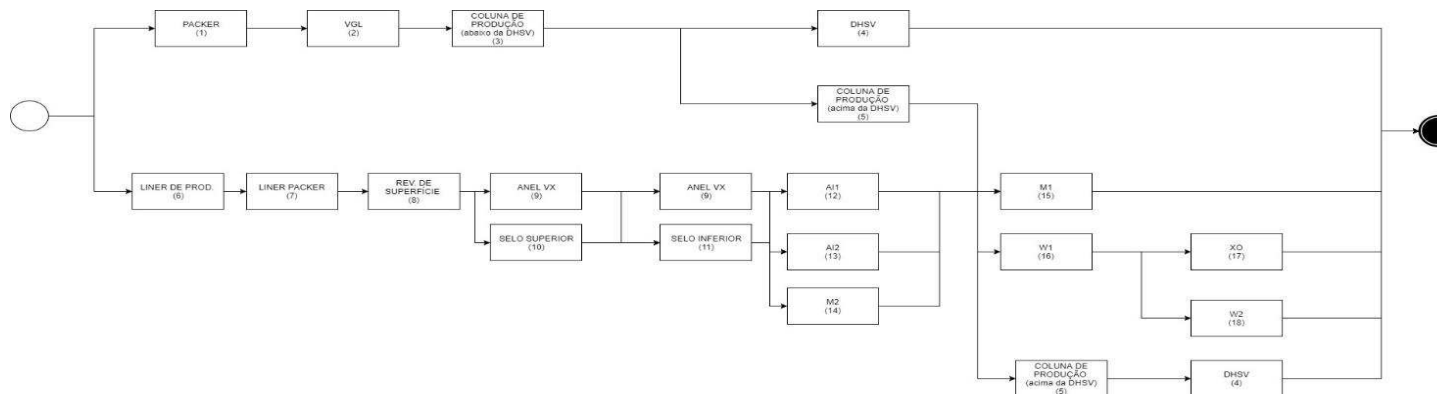 PACKER
(1)
VGL
(2)
COLUNA DE
PRODUÇÃO
(abaixo da DHSV)
(3)
DHSV
(4)
COLUNA DE
PRODUÇÃO
(acima da DHSV)
(5)
LINER DE PROD.
(6)
LINER PACKER
(7)
REV. DE
SUPERFÍCIE
(8)
ANEL VX
(9)
ANEL VX
(9)
AI1
(12)
M1
(15)
SELO SUPERIOR
(10)
SELO INFERIOR
(11)
AI2
(13)
W1
(16)
XO
(17)
M2
(14)
W2
(18)
COLUNA DE
PRODUÇÃO
(acima da DHSV)
(5)
DHSV
(4)